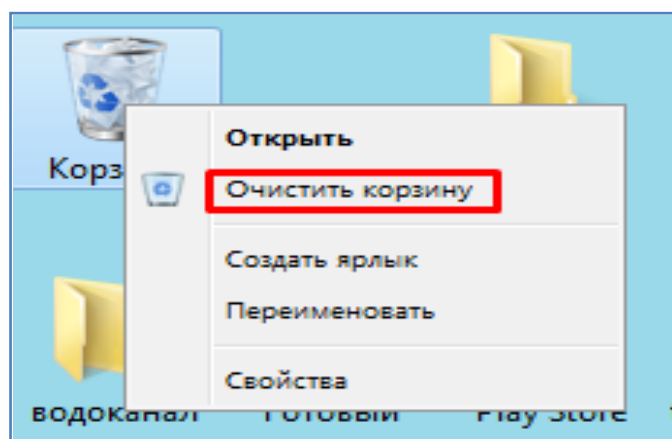 Открыть
Корз
Очистить корзину
Создать ярлык
Переименовать
Свойства
водоканал Готовый Play Store